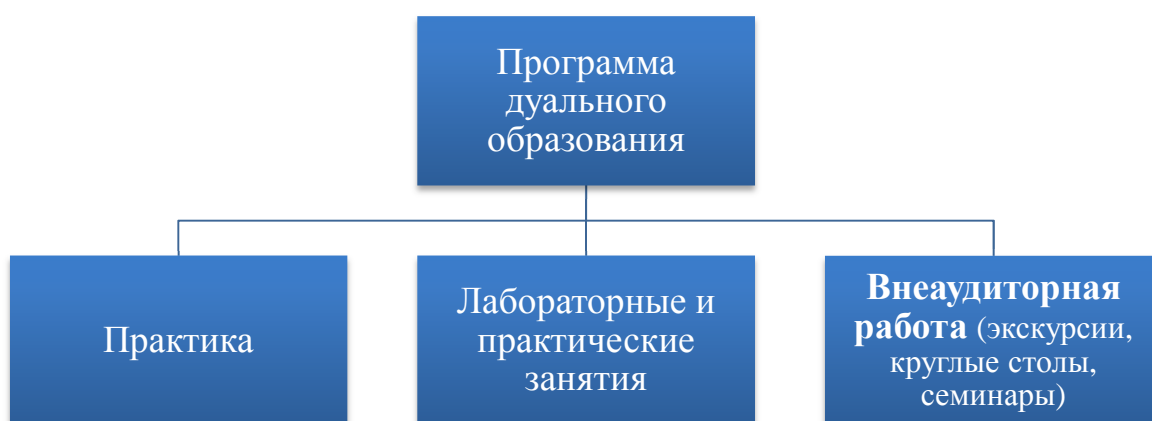 Программа
дуального
образования
Практика
Лабораторные и
практические
занятия
Внеаудиторная
работа (экскурсии,
круглые столы,
семинары)